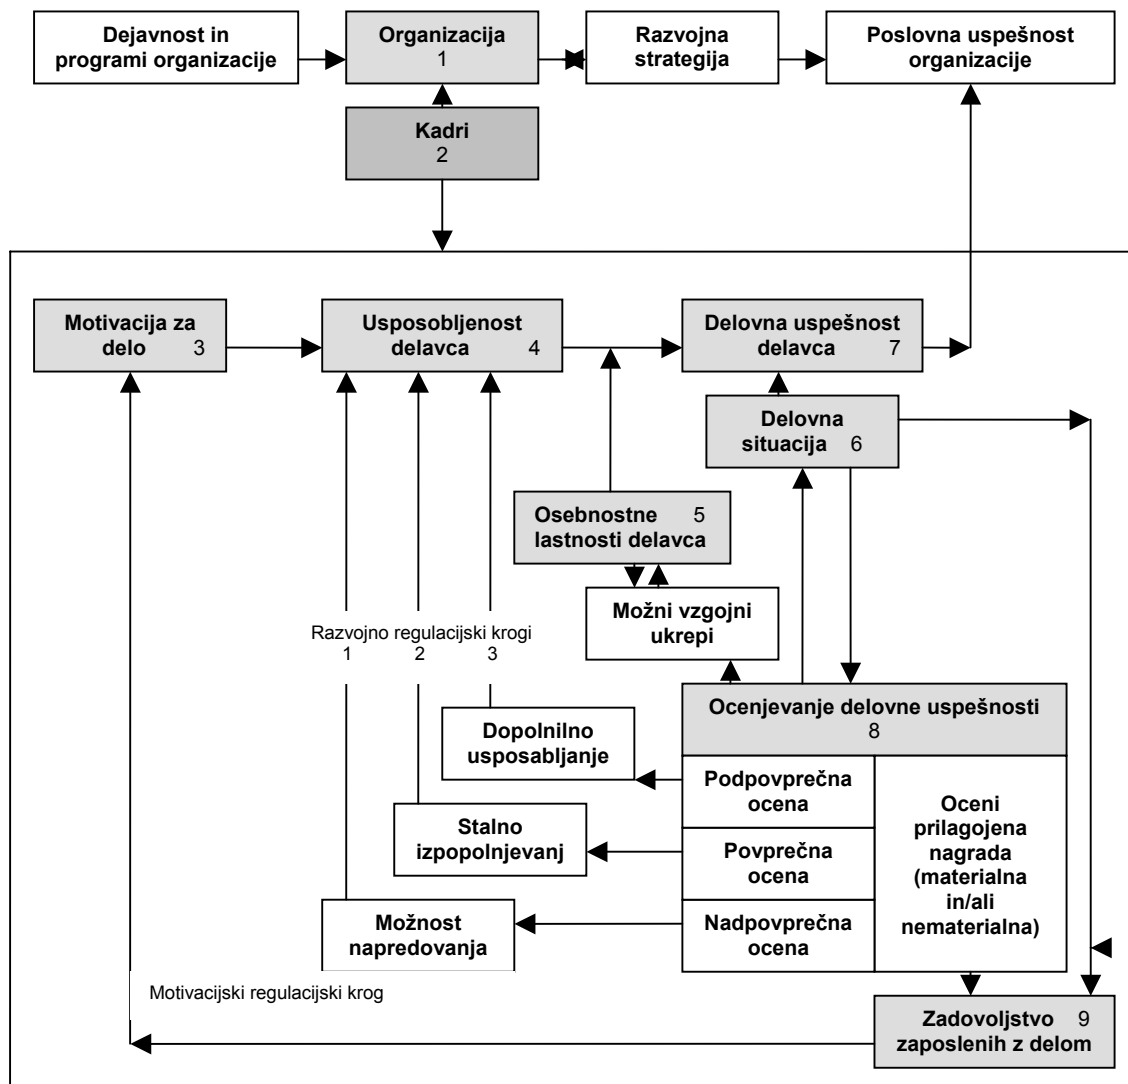 Dejavnost in
programi organizacije
Organizacija
1
Razvojna
strategija
Poslovna uspešnost
organizacije
Kadri
2
Motivacija za
delo 3
Usposobljenost
delavca 4
Delovna uspešnost
delavca 7
Delovna
situacija 6
Osebnostne 5
lastnosti delavca
Možni vzgojni
ukrepi
Razvojno regulacijski krogi
1 2 3
Ocenjevanje delovne uspešnosti
8
Dopolnilno
usposabljanje
Podpovprečna
ocena
Oceni
prilagojena
nagrada
(materialna
in/ali
nematerialna)
Stalno
izpopolnjevanj
Povprečna
ocena
Možnost
napredovanja
Nadpovprečna
ocena
Motivacijski regulacijski krog
Zadovoljstvo 9
zaposlenih z delom